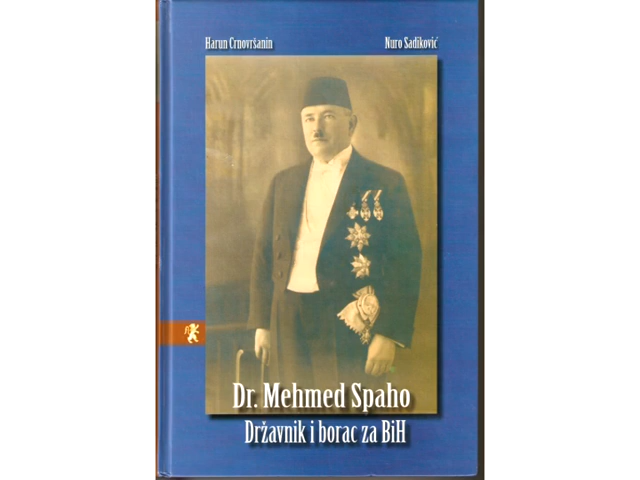 Harun Crnovršanin
Nuro Sadiković
Dr. Mehmed Spaho
Državnik i borac za BiH